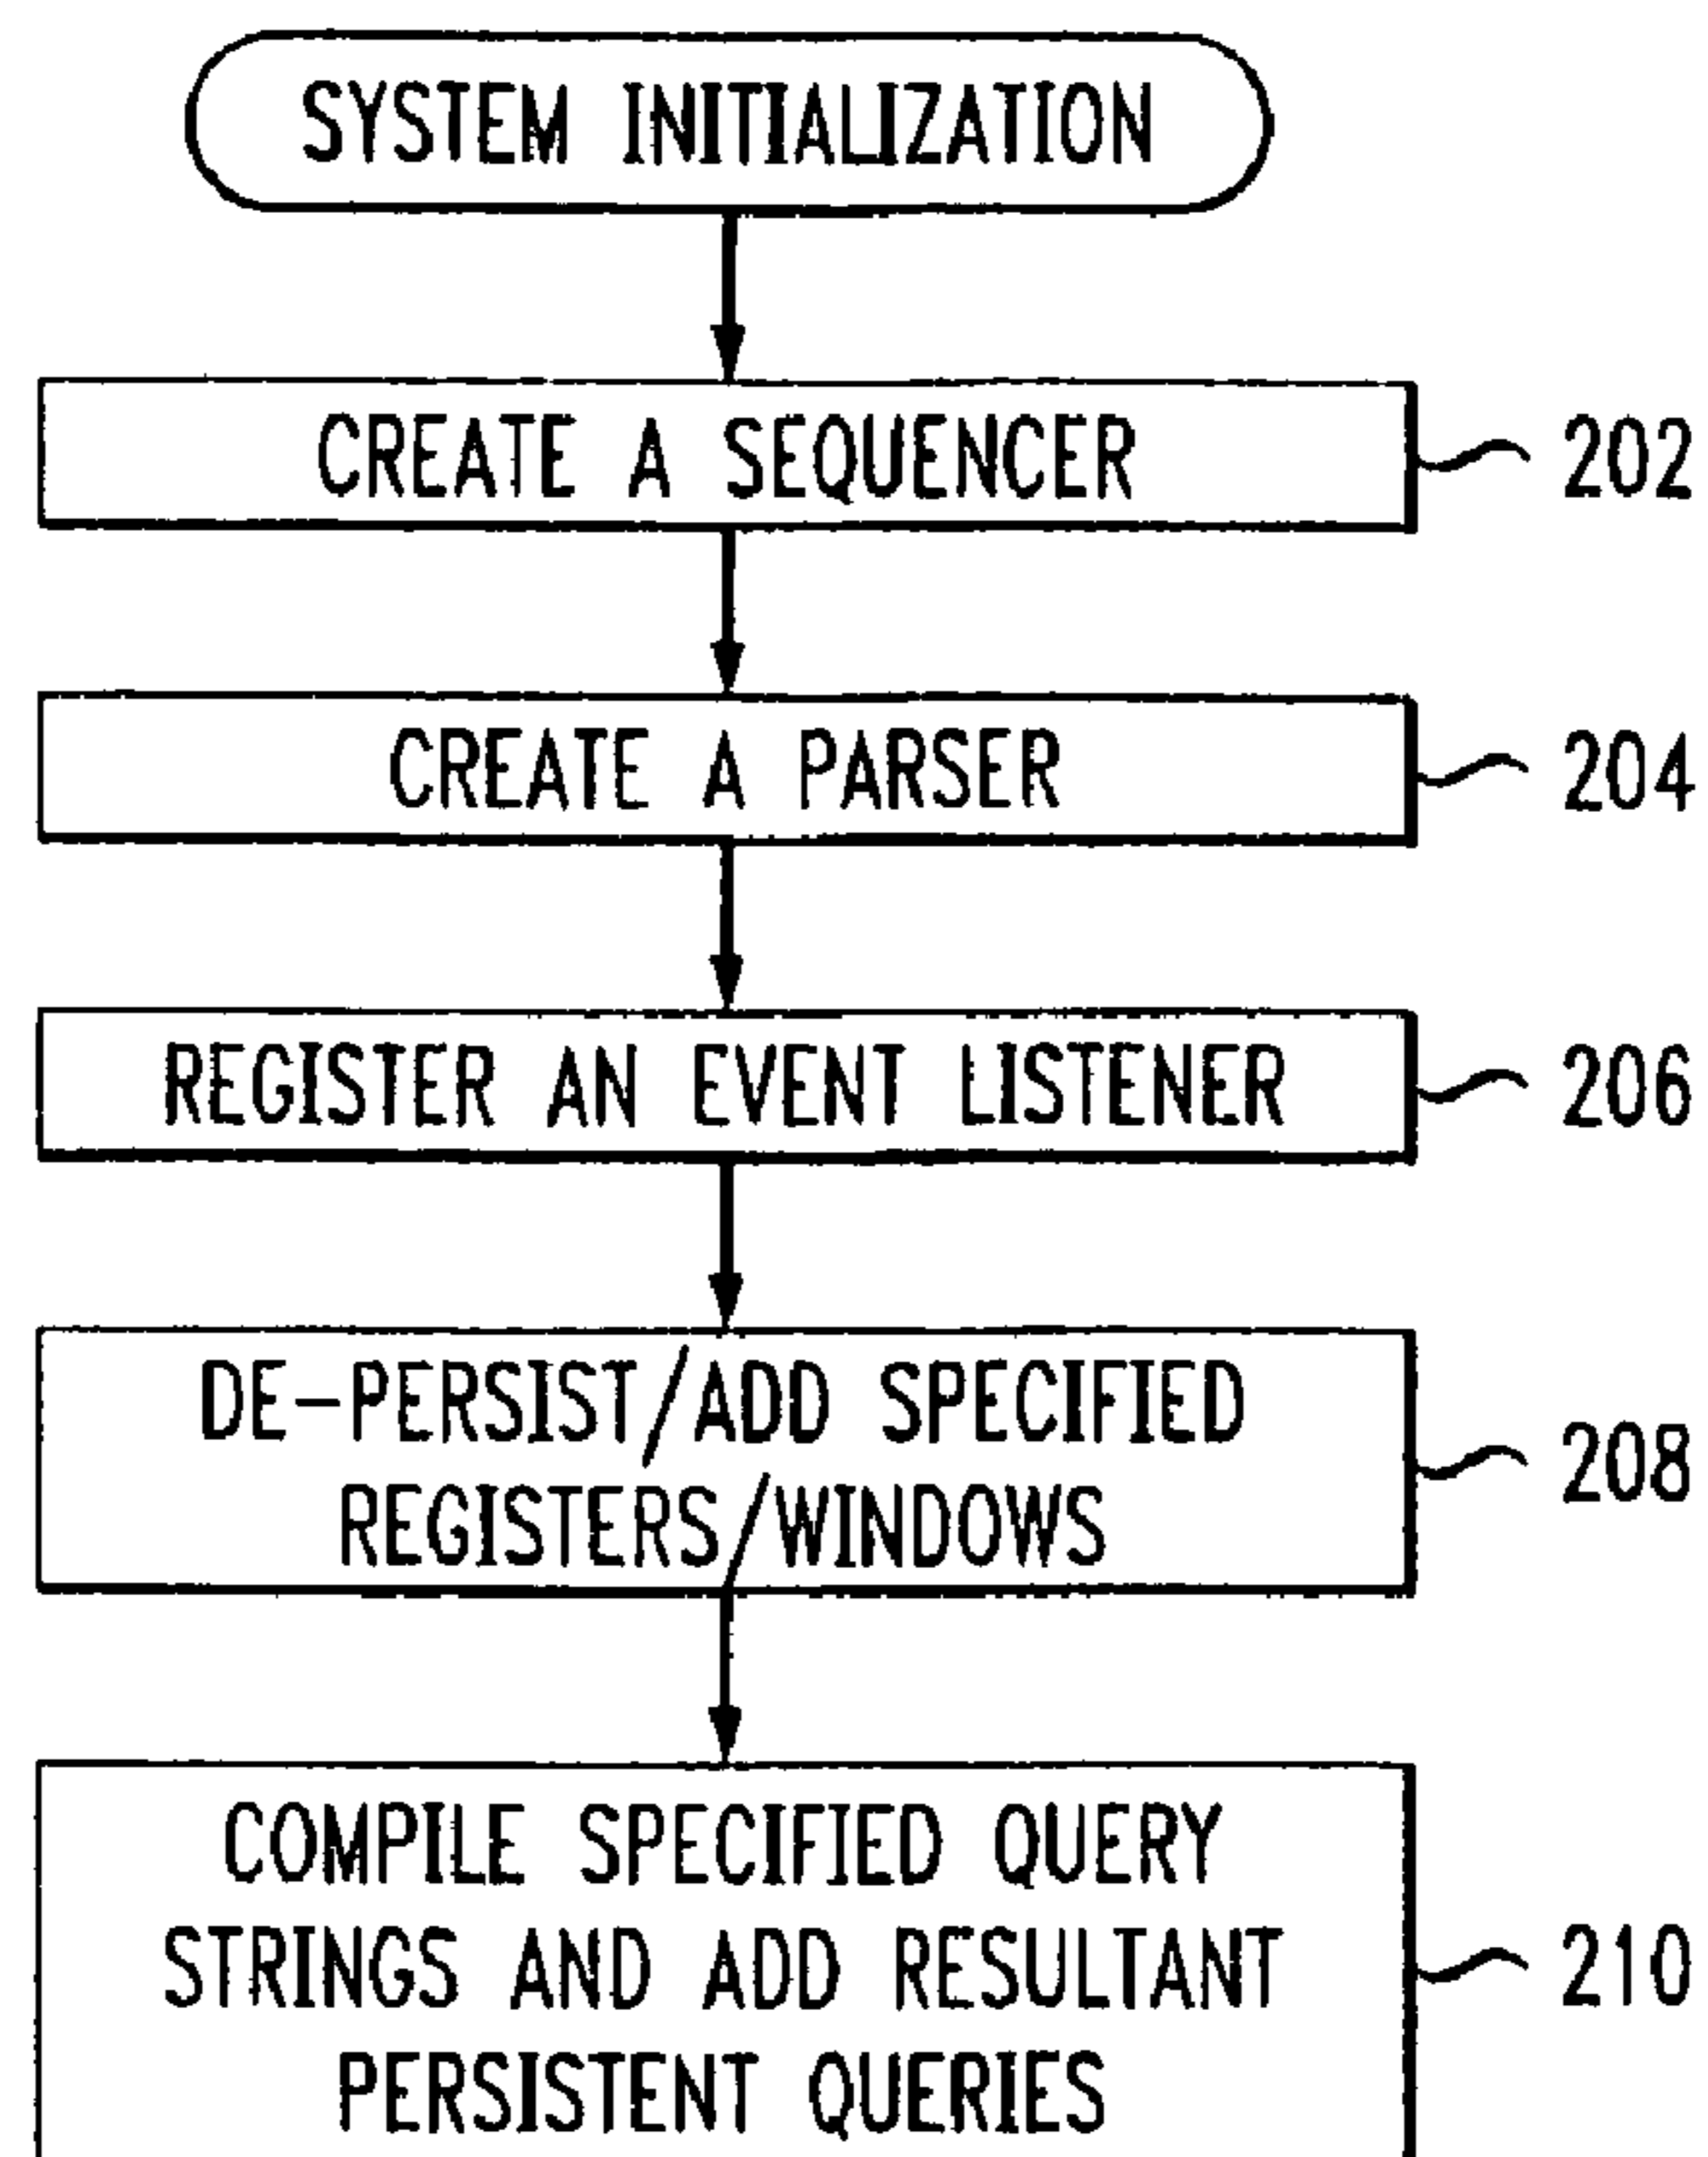 SYSTEM INITIALIZATION
CREATE A SEQUENCER
202
CREATE A PARSER
204
REGISTER AN EVENT LISTENER
206
DE-PERSIST/ADD SPECIFIED
REGISTERS/WINDOWS
208
COMPILE SPECIFIED QUERY
STRINGS AND ADD RESULTANT
PERSISTENT QUERIES
210